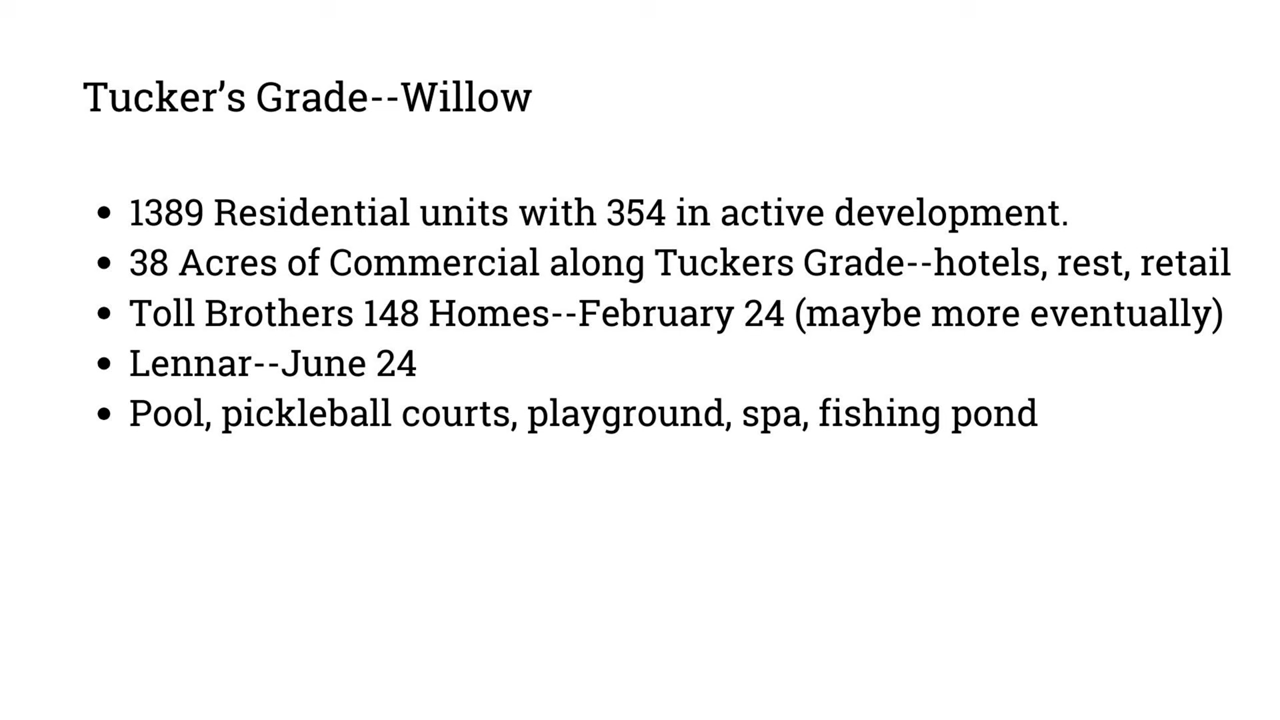 Tucker’s Grade--Willow
• 1389 Residential units with 354 in active development.
• 38 Acres of Commercial along Tuckers Grade--hotels, rest, retail
• Toll Brothers 148 Homes--February 24 (maybe more eventually)
• Lennar--June 24
• Pool, pickleball courts, playground, spa, fishing pond